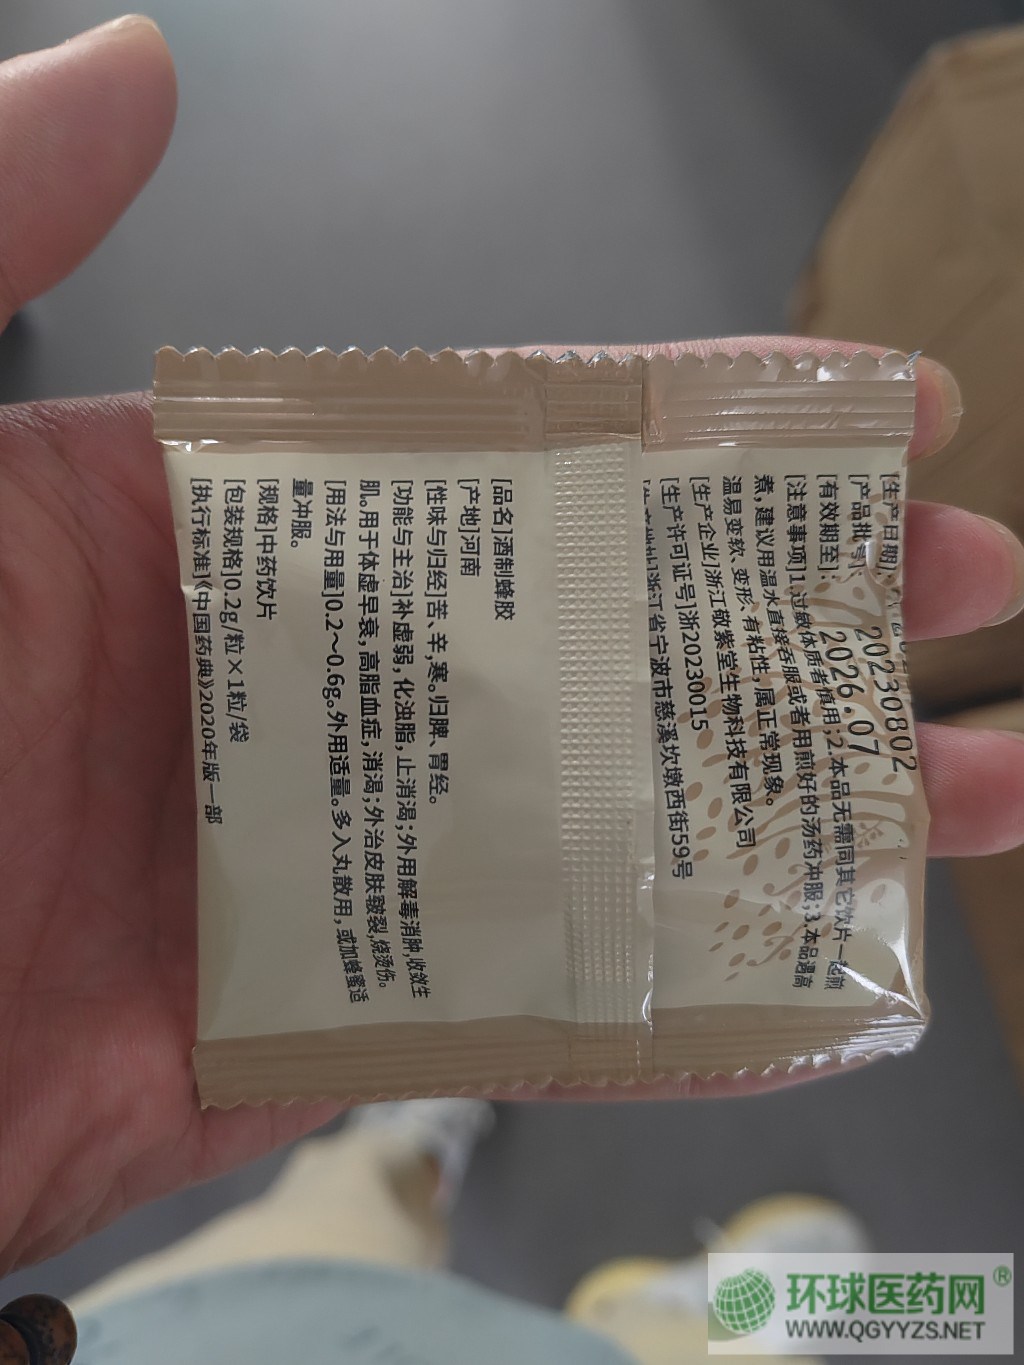 [品名]酒制蜂胶
[产地]河南
[性味与归经]苦、辛,寒。归脾、胃经。
[功能与主治]补虚弱,化浊脂,止消渴;外用解毒消肿,收敛生
肌。用于体虚早衰,高脂血症,消渴;外治皮肤皲裂,烧烫伤。
[用法与用量]0.2~0.6g。外用适量。多入丸散用,或加蜂蜜适
量冲服。
[规格]中药饮片
[包装规格]0.2g/粒×1粒/袋
[执行标准]《中国药典》2020年版一部
[生产日期]:
[产品批号] 20230802
[有效期至]: 2026.07
[注意事项]1.过敏体质者慎用;2.本品无需同其它饮片一起煎
煮,建议用温水直接吞服或者用煎好的汤药冲服;3.本品遇高
温易变软、变形、有粘性,属正常现象。
[生产企业]浙江敬紫堂生物科技有限公司
[生产许可证号]浙20230015
浙江省宁波市慈溪坎墩西街59号
环球医药网®
WWW.QGYYZS.NET